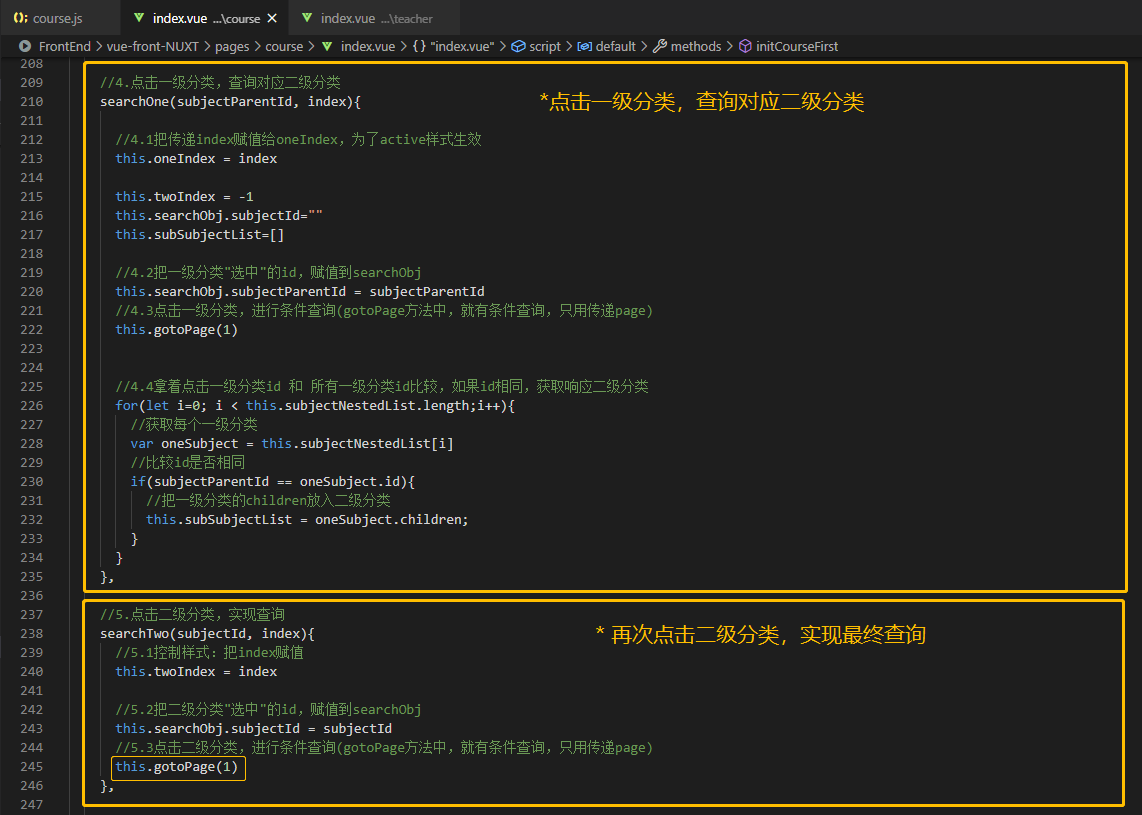 course.js
index.vue ...\course
index.vue ...\teacher
FrontEnd > vue-front-NUXT > pages > course > index.vue > {} "index.vue" > script > default > methods > initCourseFirst
208
209 //4.点击一级分类，查询对应二级分类
210 searchOne(subjectParentId, index){
*点击一级分类，查询对应二级分类
211
212 //4.1把传递index赋值给oneIndex，为了active样式生效
213 this.oneIndex = index
214
215 this.twoIndex = -1
216 this.searchObj.subjectId=""
217 this.subSubjectList=[]
218
219 //4.2把一级分类"选中"的id，赋值到searchObj
220 this.searchObj.subjectParentId = subjectParentId
221 //4.3点击一级分类，进行条件查询(gotoPage方法中，就有条件查询，只用传递page)
222 this.gotoPage(1)
223
224
225 //4.4拿着点击一级分类id 和 所有一级分类id比较，如果id相同，获取响应二级分类
226 for(let i=0; i < this.subjectNestedList.length;i++){
227 //获取每个一级分类
228 var oneSubject = this.subjectNestedList[i]
229 //比较id是否相同
230 if(subjectParentId == oneSubject.id){
231 //把一级分类的children放入二级分类
232 this.subSubjectList = oneSubject.children;
233 }
234 }
235 },
236
237 //5.点击二级分类，实现查询
238 searchTwo(subjectId, index){
* 再次点击二级分类，实现最终查询
239 //5.1控制样式：把index赋值
240 this.twoIndex = index
241
242 //5.2把二级分类"选中"的id，赋值到searchObj
243 this.searchObj.subjectId = subjectId
244 //5.3点击二级分类，进行条件查询(gotoPage方法中，就有条件查询，只用传递page)
245 this.gotoPage(1)
246 },
247